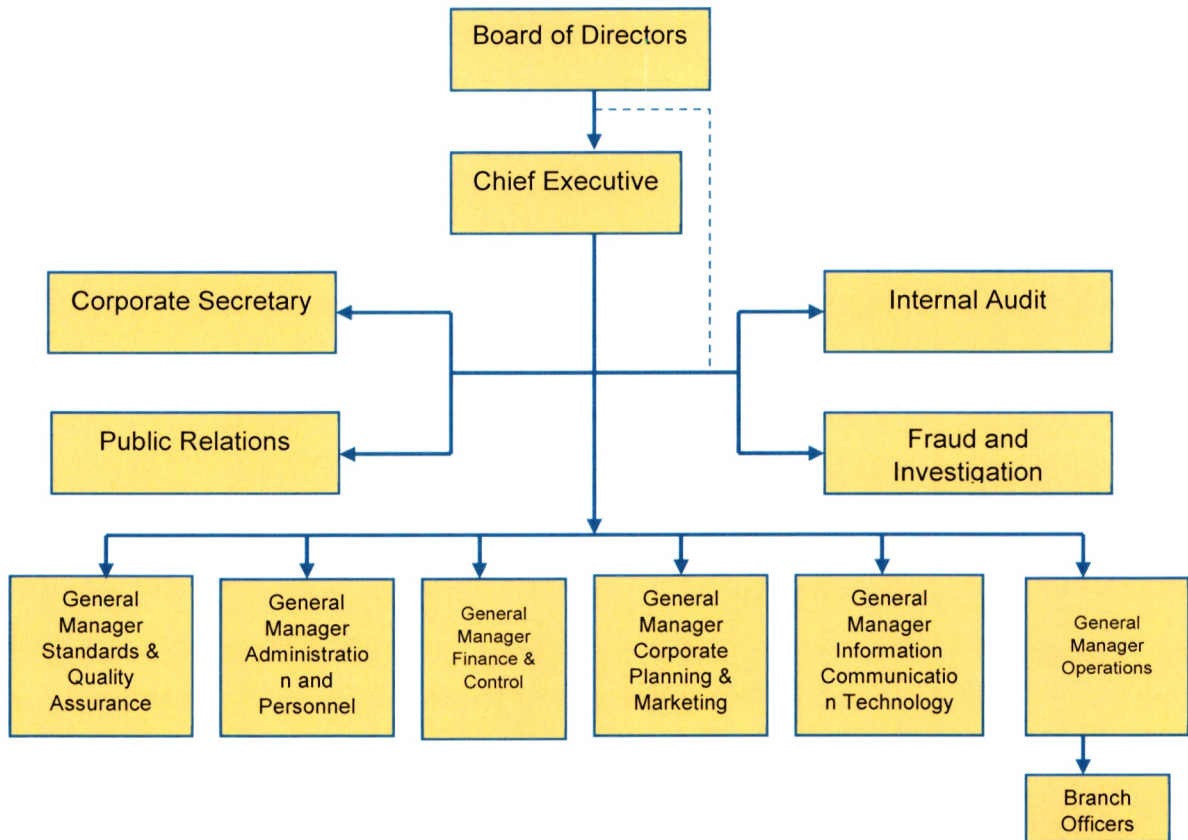 Board of Directors
Chief Executive
Corporate Secretary
Internal Audit
Public Relations
Fraud and
Investigation
General
Manager
Standards &
Quality
Assurance
General
Manager
Administratio
n and
Personnel
General
Manager
Finance &
Control
General
Manager
Corporate
Planning &
Marketing
General
Manager
Information
Communicatio
n Technology
General
Manager
Operations
Branch
Officers